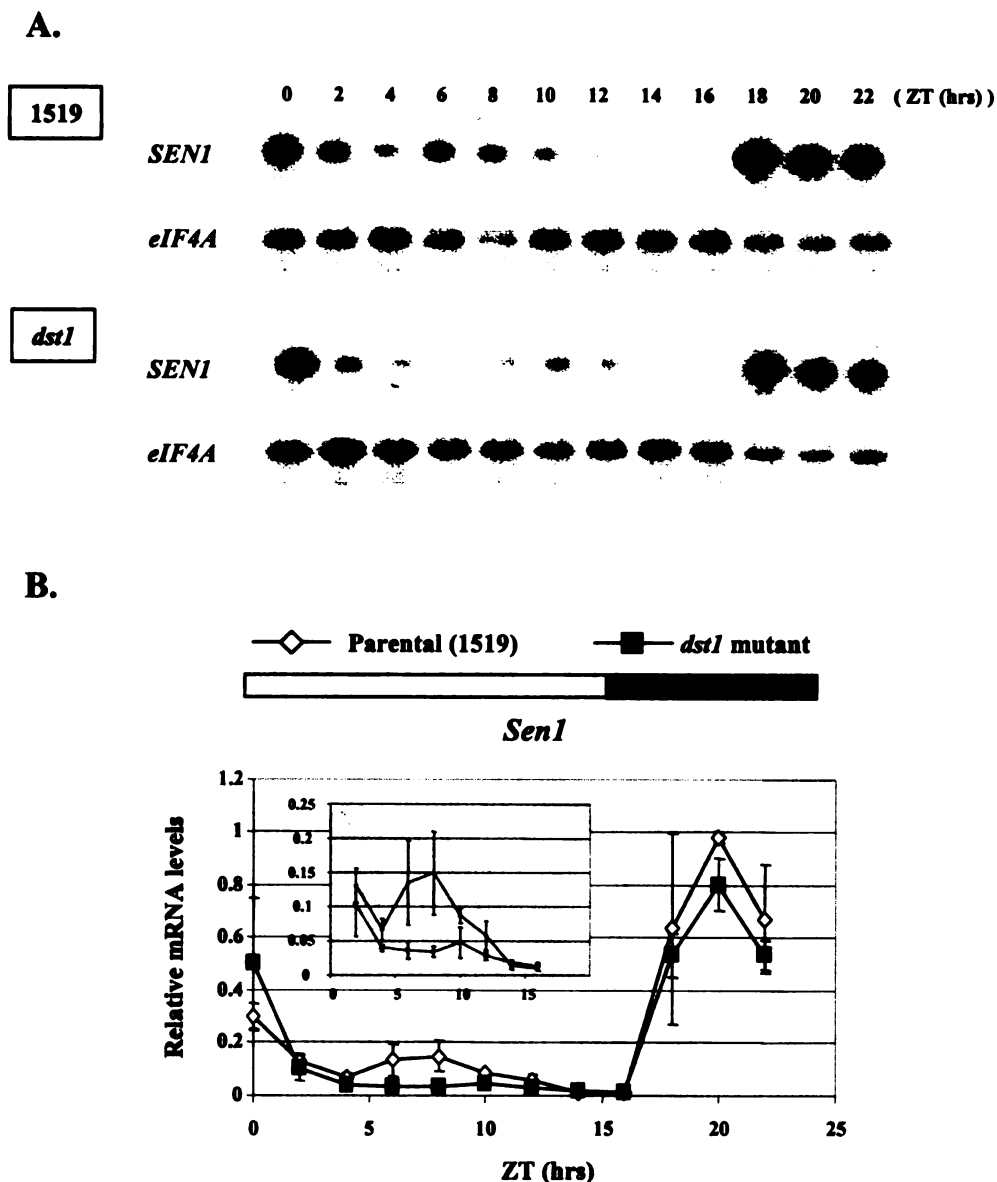 A.
1519
0 2 4 6 8 10 12 14 16 18 20 22 ( ZT (hrs) )
SEN1
eIF4A
dst1
SEN1
eIF4A
B.
Parental (1519) dst1 mutant
Sen1
Relative mRNA levels
1.2
1
0.8
0.6
0.4
0.2
0
0.25
0.2
0.15
0.1
0.05
0
0 5 10 15
0 5 10 15 20 25
ZT (hrs)